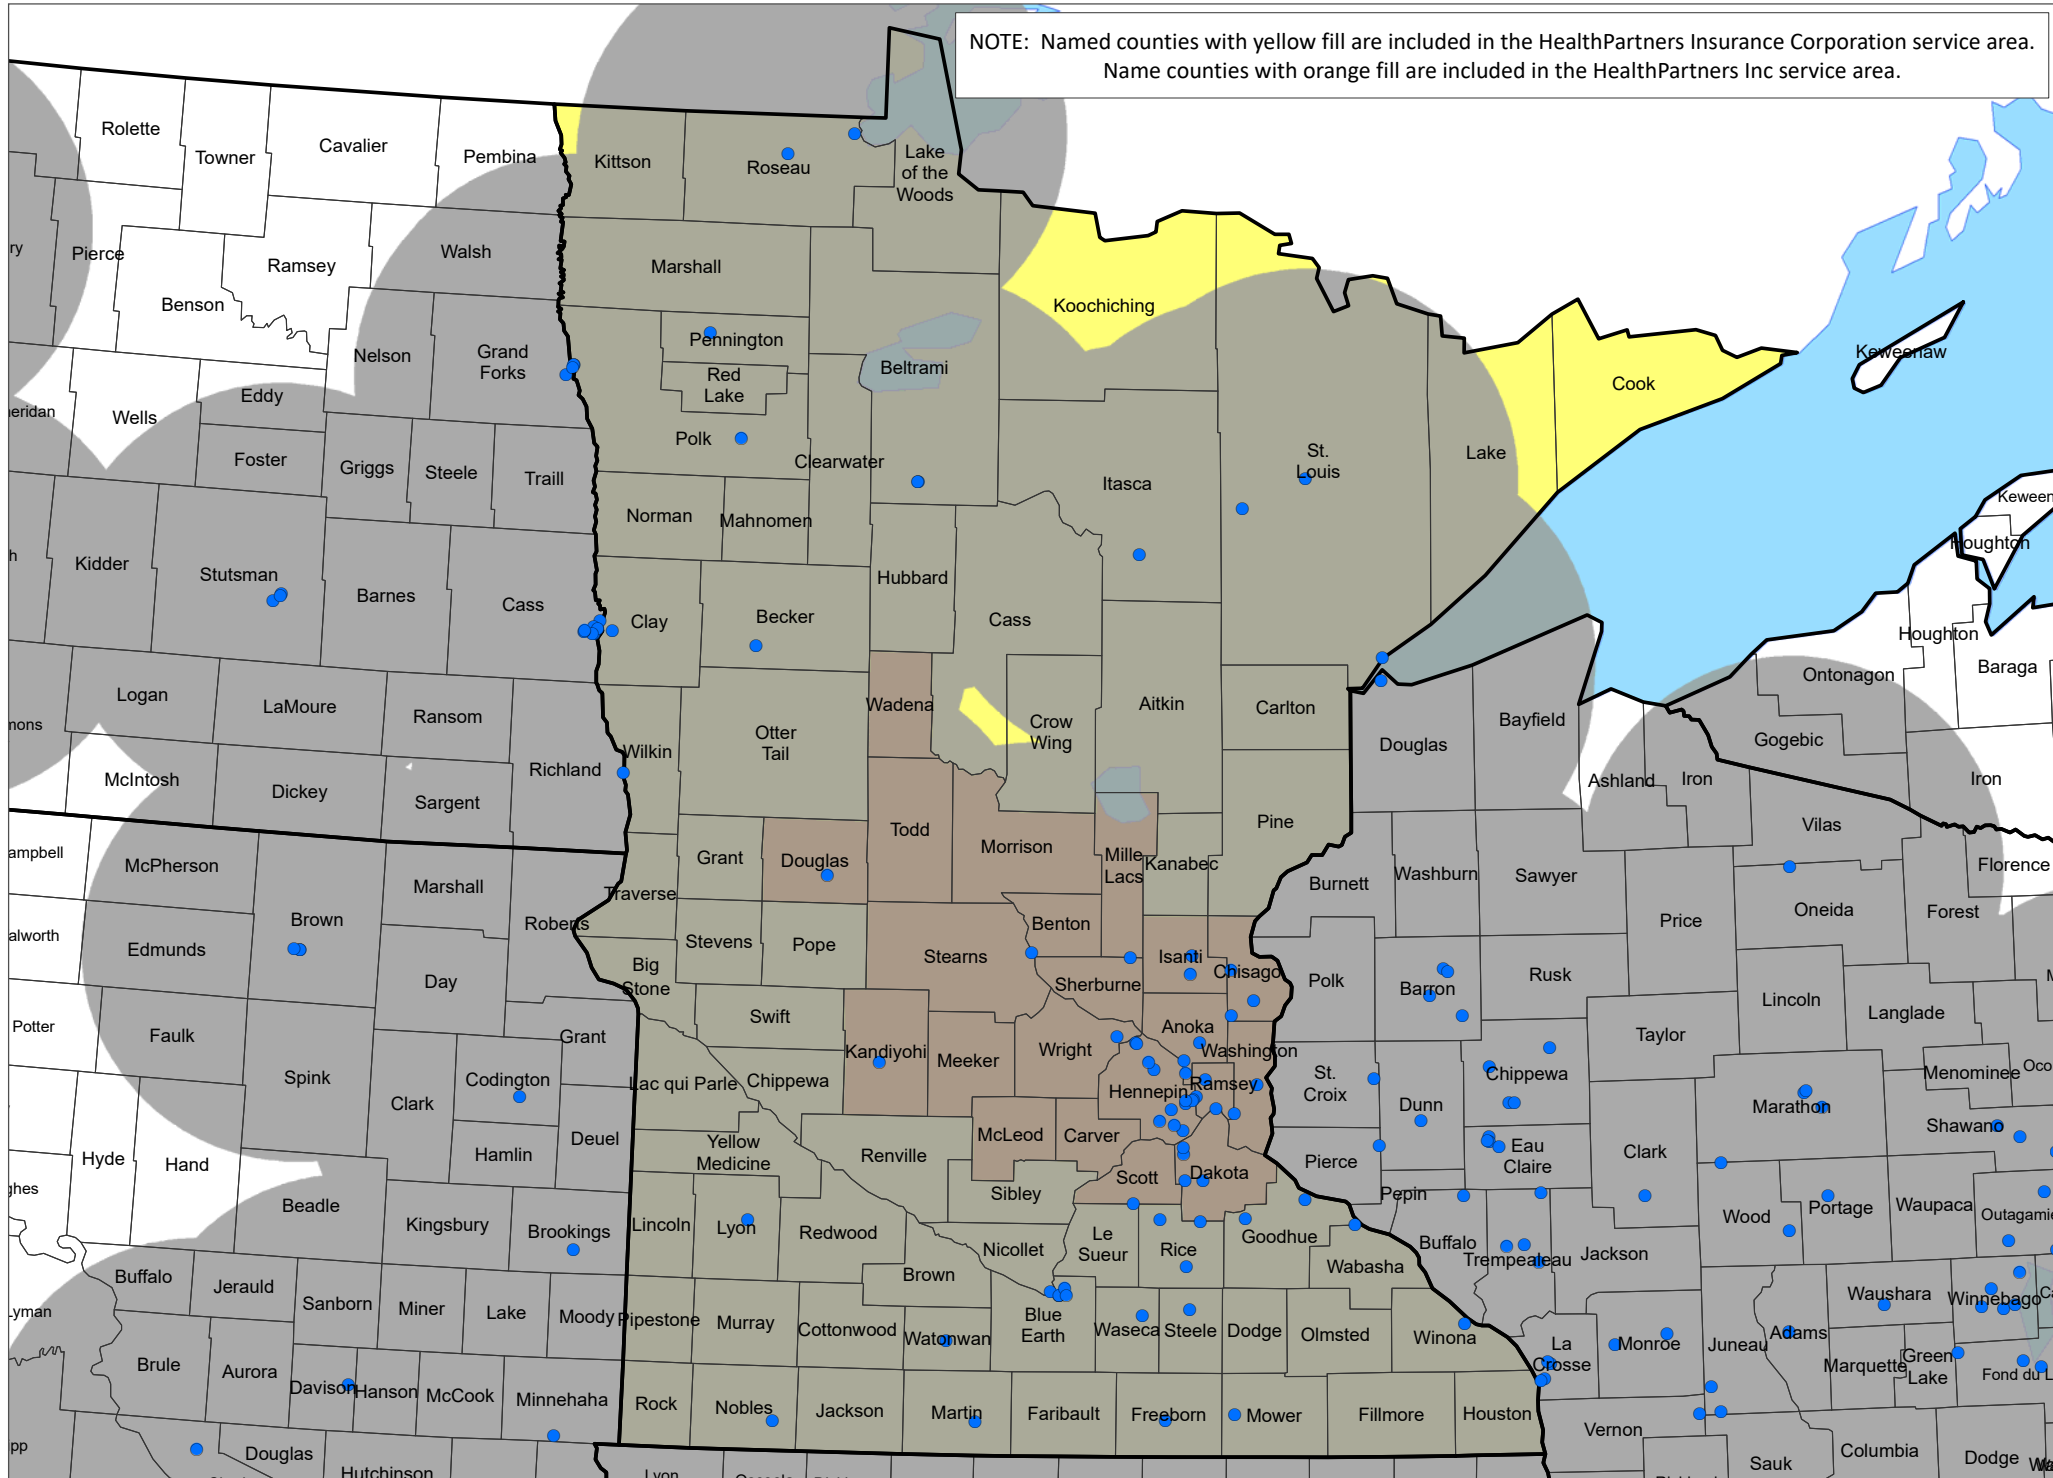 NOTE: Named counties with yellow fill are included in the HealthPartners Insurance Corporation service area.
Name counties with orange fill are included in the HealthPartners Inc service area.
Rolette
Towner
Cavalier
Pembina
Kittson
Roseau
Lake
of the
Woods
Pierce
Ramsey
Walsh
Marshall
Benson
Koochiching
Nelson
Grand
Forks
Pennington
Red
Lake
Beltrami
Keweenaw
Cook
Eddy
Wells
Polk
Foster
Griggs
Steele
Traill
Clearwater
Itasca
St.
Louis
Lake
Norman
Mahnomen
Houghton
Kidder
Stutsman
Barnes
Cass
Clay
Becker
Hubbard
Cass
Houghton
Baraga
Ontonagon
Logan
LaMoure
Ransom
Wadena
Aitkin
Carlton
Crow
Wing
Otter
Tail
Wilkin
Douglas
Bayfield
Gogebic
McIntosh
Dickey
Sargent
Richland
Ashland
Iron
Iron
Todd
Morrison
Pine
Vilas
McPherson
Marshall
Grant
Douglas
Mille
Lacs
Kanabec
Burnett
Washburn
Sawyer
Florence
Traverse
Brown
Roberts
Benton
Price
Oneida
Forest
Edmunds
Day
Stevens
Pope
Stearns
Isanti
Chisago
Polk
Barron
Rusk
Big
Stone
Sherburne
Lincoln
Langlade
Potter
Faulk
Grant
Swift
Anoka
Taylor
Kandiyohi
Meeker
Wright
Washington
Spink
Codington
Clark
Lac qui Parle
Chippewa
Hennepin
Ramsey
St.
Croix
Dunn
Chippewa
Menominee
Marathon
Hyde
Hand
Hamlin
Deuel
Yellow
Medicine
Renville
McLeod
Carver
Scott
Dakota
Pierce
Eau
Claire
Clark
Shawano
Sibley
Pepin
Beadle
Kingsbury
Brookings
Lincoln
Lyon
Redwood
Nicollet
Le
Sueur
Rice
Goodhue
Buffalo
Trempealeau
Jackson
Wood
Portage
Waupaca
Outagamie
Buffalo
Jerauld
Sanborn
Miner
Lake
Moody
Brown
Wabasha
Waushara
Winnebago
Pipestone
Murray
Cottonwood
Watonwan
Blue
Earth
Waseca
Steele
Dodge
Olmsted
Winona
La
Crosse
Monroe
Juneau
Adams
Marquette
Green
Lake
Brule
Aurora
Davison
Hanson
McCook
Minnehaha
Rock
Nobles
Jackson
Martin
Faribault
Freeborn
Mower
Fillmore
Houston
Vernon
Sauk
Columbia
Dodge
Douglas
Hutchinson
Lyon